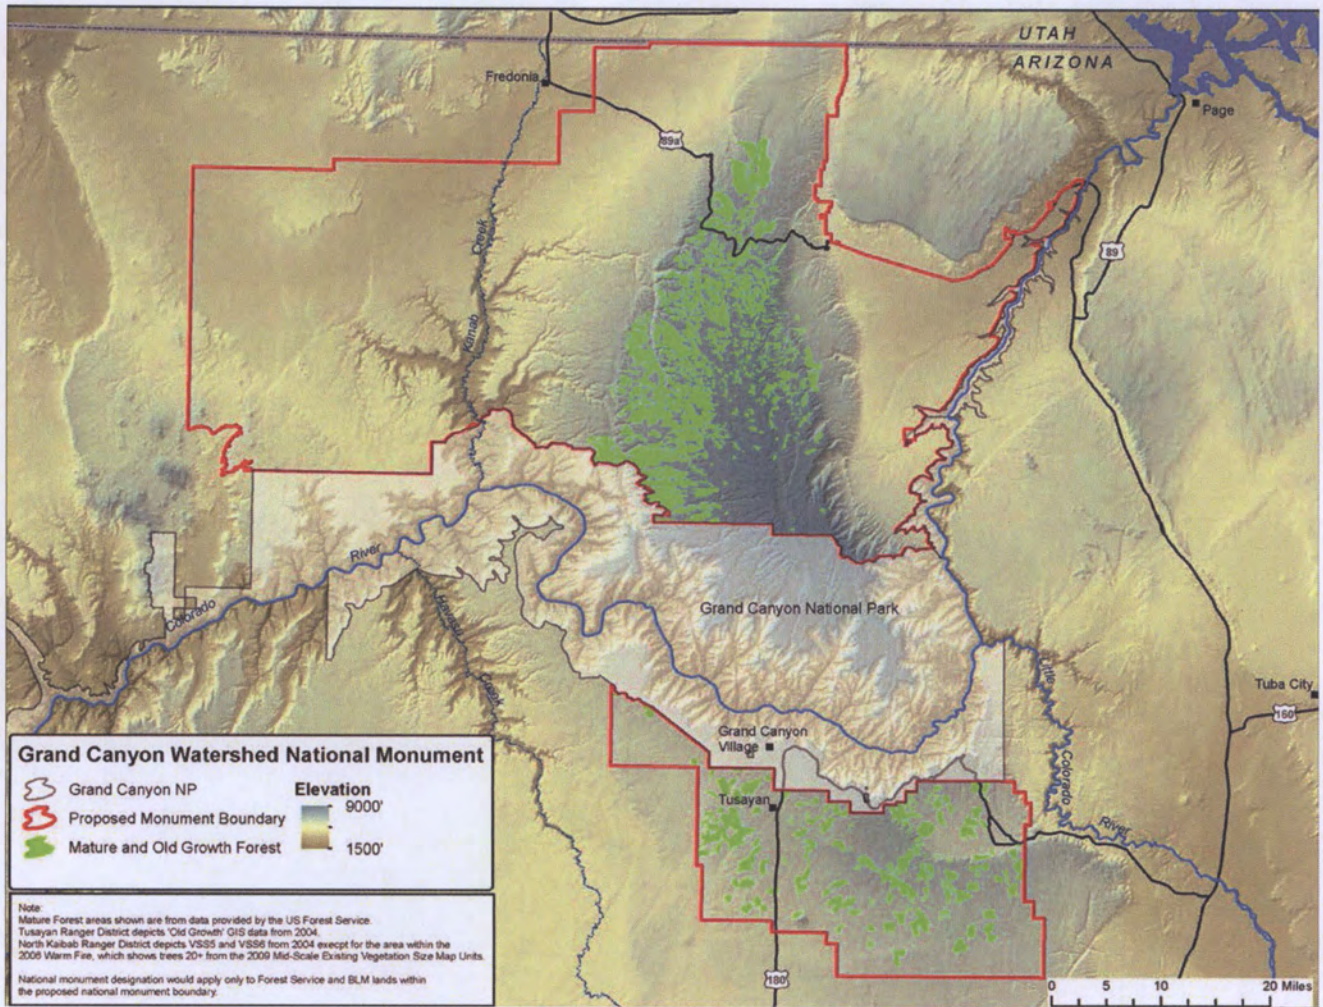 UTAH
ARIZONA
Fredonia
Page
89a
89
Kanab
Creek
River
Colorado
Havasu
Creek
Grand Canyon National Park
Little
Colorado
River
Tuba City
160
Grand Canyon
Village
Tusayan
180
Grand Canyon Watershed National Monument
Grand Canyon NP
Proposed Monument Boundary
Mature and Old Growth Forest
Elevation
9000'
1500'
Note:
Mature Forest areas shown are from data provided by the US Forest Service.
Tusayan Ranger District depicts 'Old Growth' GIS data from 2004.
North Kaibab Ranger District depicts VSS5 and VSS6 from 2004 execpt for the area within the
2006 Warm Fire, which shows trees 20+ from the 2009 Mid-Scale Existing Vegetation Size Map Units.
National monument designation would apply only to Forest Service and BLM lands within
the proposed national monument boundary.
0 5 10 20 Miles